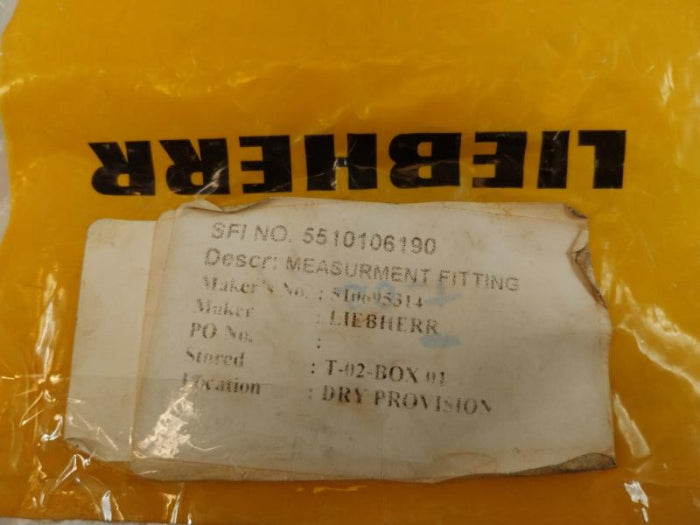 LIEBHERR
SFI NO. 5510106190
Descr: MEASURMENT FITTING
Maker's No. : 510695314
Maker : LIEBHERR
PO No. :
Stored : T-02-BOX 01
Location : DRY PROVISION